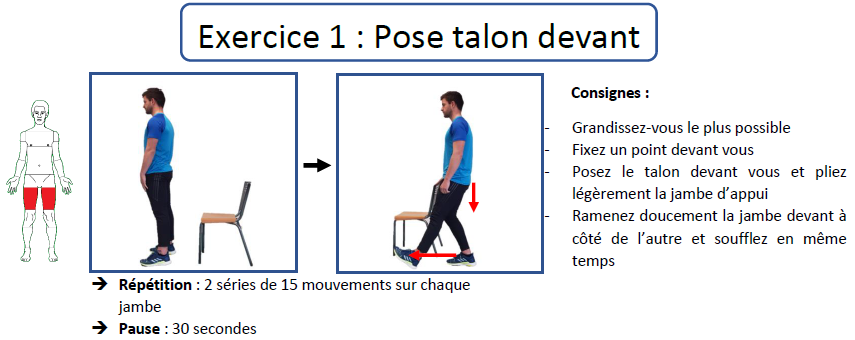 Exercice 1 : Pose talon devant
Consignes :
- Grandissez-vous le plus possible
- Fixez un point devant vous
- Posez le talon devant vous et pliez
légèrement la jambe d’appui
- Ramenez doucement la jambe devant à
côté de l’autre et soufflez en même
temps
➔ Répétition : 2 séries de 15 mouvements sur chaque
jambe
➔ Pause : 30 secondes